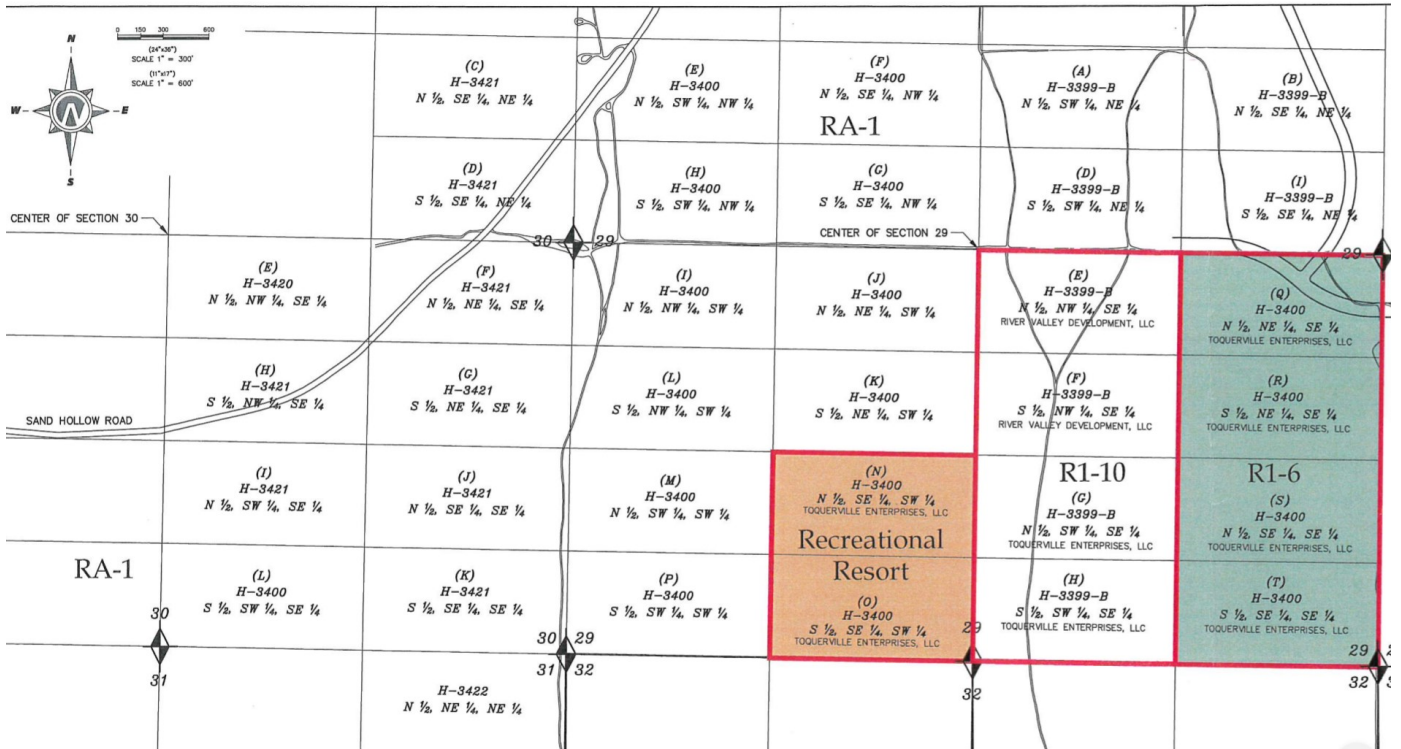 N
W
E
S
0 150 300 600
(24"x36")
SCALE 1" = 300'
(11"x17")
SCALE 1" = 600'
(C)
H-3421
N ½, SE ¼, NE ¼
(E)
H-3400
N ½, SW ¼, NW ¼
(F)
H-3400
N ½, SE ¼, NW ¼
RA-1
(A)
H-3399-B
N ½, SW ¼, NE ¼
(B)
H-3399-B
N ½, SE ¼, NE ¼
(D)
H-3421
S ½, SE ¼, NE ¼
(H)
H-3400
S ½, SW ¼, NW ¼
(G)
H-3400
S ½, SE ¼, NW ¼
(D)
H-3399-B
S ½, SW ¼, NE ¼
(I)
H-3399-B
S ½, SE ¼, NE ¼
CENTER OF SECTION 30
30 29
CENTER OF SECTION 29
29
(E)
H-3420
N ½, NW ¼, SE ¼
(F)
H-3421
N ½, NE ¼, SE ¼
(I)
H-3400
N ½, NW ¼, SW ¼
(J)
H-3400
N ½, NE ¼, SW ¼
(E)
H-3399-B
N ½, NW ¼, SE ¼
RIVER VALLEY DEVELOPMENT, LLC
(Q)
H-3400
N ½, NE ¼, SE ¼
TOQUERVILLE ENTERPRISES, LLC
(H)
H-3421
S ½, NW ¼, SE ¼
SAND HOLLOW ROAD
(G)
H-3421
S ½, NE ¼, SE ¼
(L)
H-3400
S ½, NW ¼, SW ¼
(K)
H-3400
S ½, NE ¼, SW ¼
(F)
H-3399-B
S ½, NW ¼, SE ¼
RIVER VALLEY DEVELOPMENT, LLC
(R)
H-3400
S ½, NE ¼, SE ¼
TOQUERVILLE ENTERPRISES, LLC
(I)
H-3421
N ½, SW ¼, SE ¼
(J)
H-3421
N ½, SE ¼, SE ¼
(M)
H-3400
N ½, SW ¼, SW ¼
(N)
H-3400
N ½, SE ¼, SW ¼
TOQUERVILLE ENTERPRISES, LLC
R1-10
(G)
H-3399-B
N ½, SW ¼, SE ¼
TOQUERVILLE ENTERPRISES, LLC
R1-6
(S)
H-3400
N ½, SE ¼, SE ¼
TOQUERVILLE ENTERPRISES, LLC
RA-1
(L)
H-3400
S ½, SW ¼, SE ¼
(K)
H-3421
S ½, SE ¼, SE ¼
(P)
H-3400
S ½, SW ¼, SW ¼
Recreational
Resort
(O)
H-3400
S ½, SE ¼, SW ¼
TOQUERVILLE ENTERPRISES, LLC
(H)
H-3399-B
S ½, SW ¼, SE ¼
TOQUERVILLE ENTERPRISES, LLC
(T)
H-3400
S ½, SE ¼, SE ¼
TOQUERVILLE ENTERPRISES, LLC
30
31
30 29
31 32
29
32
29
32
H-3422
N ½, NE ¼, NE ¼